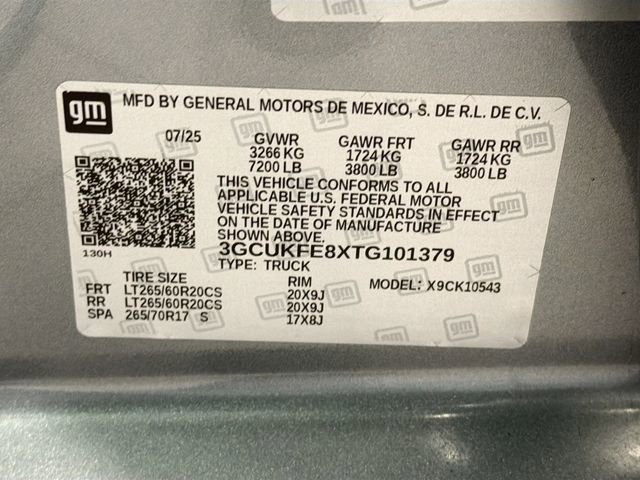 gm
MFD BY GENERAL MOTORS DE MEXICO, S. DE R.L. DE C.V.
07/25 GVWR GAWR FRT GAWR RR
3266 KG 1724 KG 1724 KG
7200 LB 3800 LB 3800 LB
THIS VEHICLE CONFORMS TO ALL
APPLICABLE U.S. FEDERAL MOTOR
VEHICLE SAFETY STANDARDS IN EFFECT
ON THE DATE OF MANUFACTURE
SHOWN ABOVE.
130H 3GCUKFE8XTG101379
TYPE: TRUCK
TIRE SIZE RIM MODEL: X9CK10543
FRT LT265/60R20CS 20X9J
RR LT265/60R20CS 20X9J
SPA 265/70R17 S 17X8J